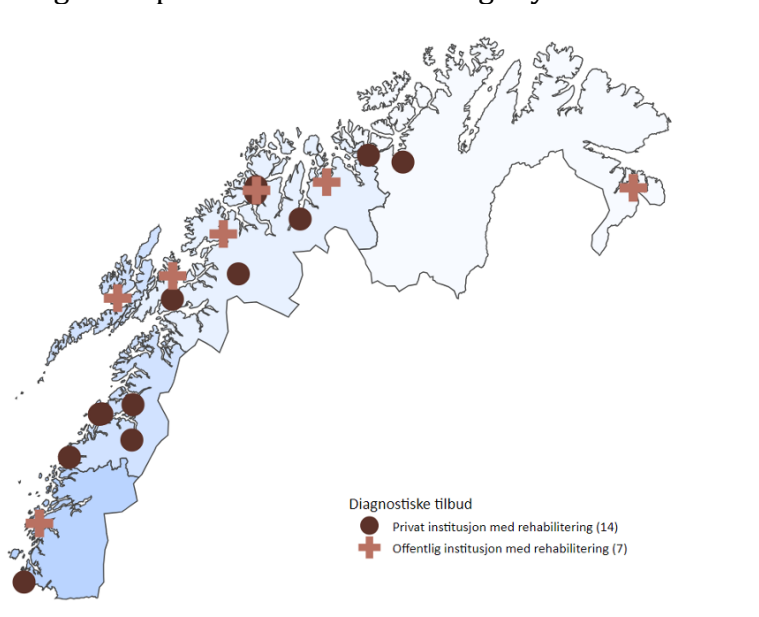 Diagnostiske tilbud
Privat institusjon med rehabilitering (14)
Offentlig institusjon med rehabilitering (7)